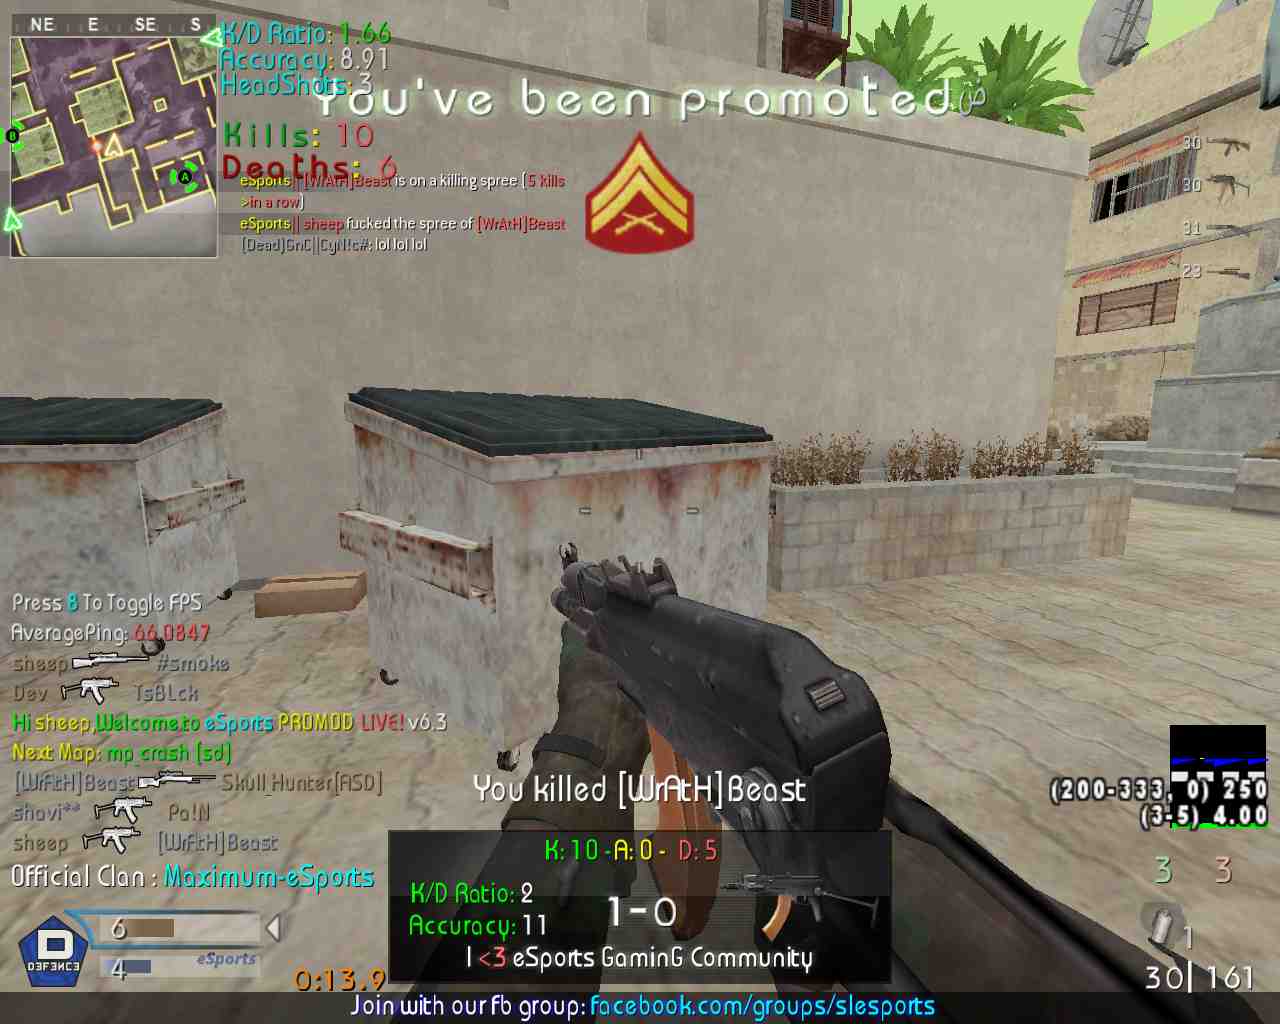 NE E SE S
K/D Ratio: 1.66
Accuracy: 8.91
HeadShots: 3
You've been promoted
Kills: 10
Deaths: 6
eSports|| [WrAtH]Beast is on a killing spree (5 kills
>in a row)
eSports|| sheep fucked the spree of [WrAtH]Beast
(Dead)GnC||CyN!c#: lol lol lol
B
A
30
30
31
23
Press 8 To Toggle FPS
AveragePing: 66.0847
sheep #smoke
Dev TsBLck
Hi sheep,Welcome to eSports PROMOD LIVE! v6.3
Next Map: mp_crash (sd)
[WrAtH]Beast Skull_Hunter[ASD]
shavi** Pa!N
sheep [WrAtH]Beast
Official Clan : Maximum-eSports
You killed [WrAtH]Beast
K: 10 - A: 0 - D: 5
K/D Ratio: 2
Accuracy: 11
1-0
I <3 eSports GaminG Community
6
4
D
D3F3NC3
eSports
0:13.9
(200-333, 0) 250
(3-5) 4.00
3 3
1
30| 161
Join with our fb group: facebook.com/groups/slesports